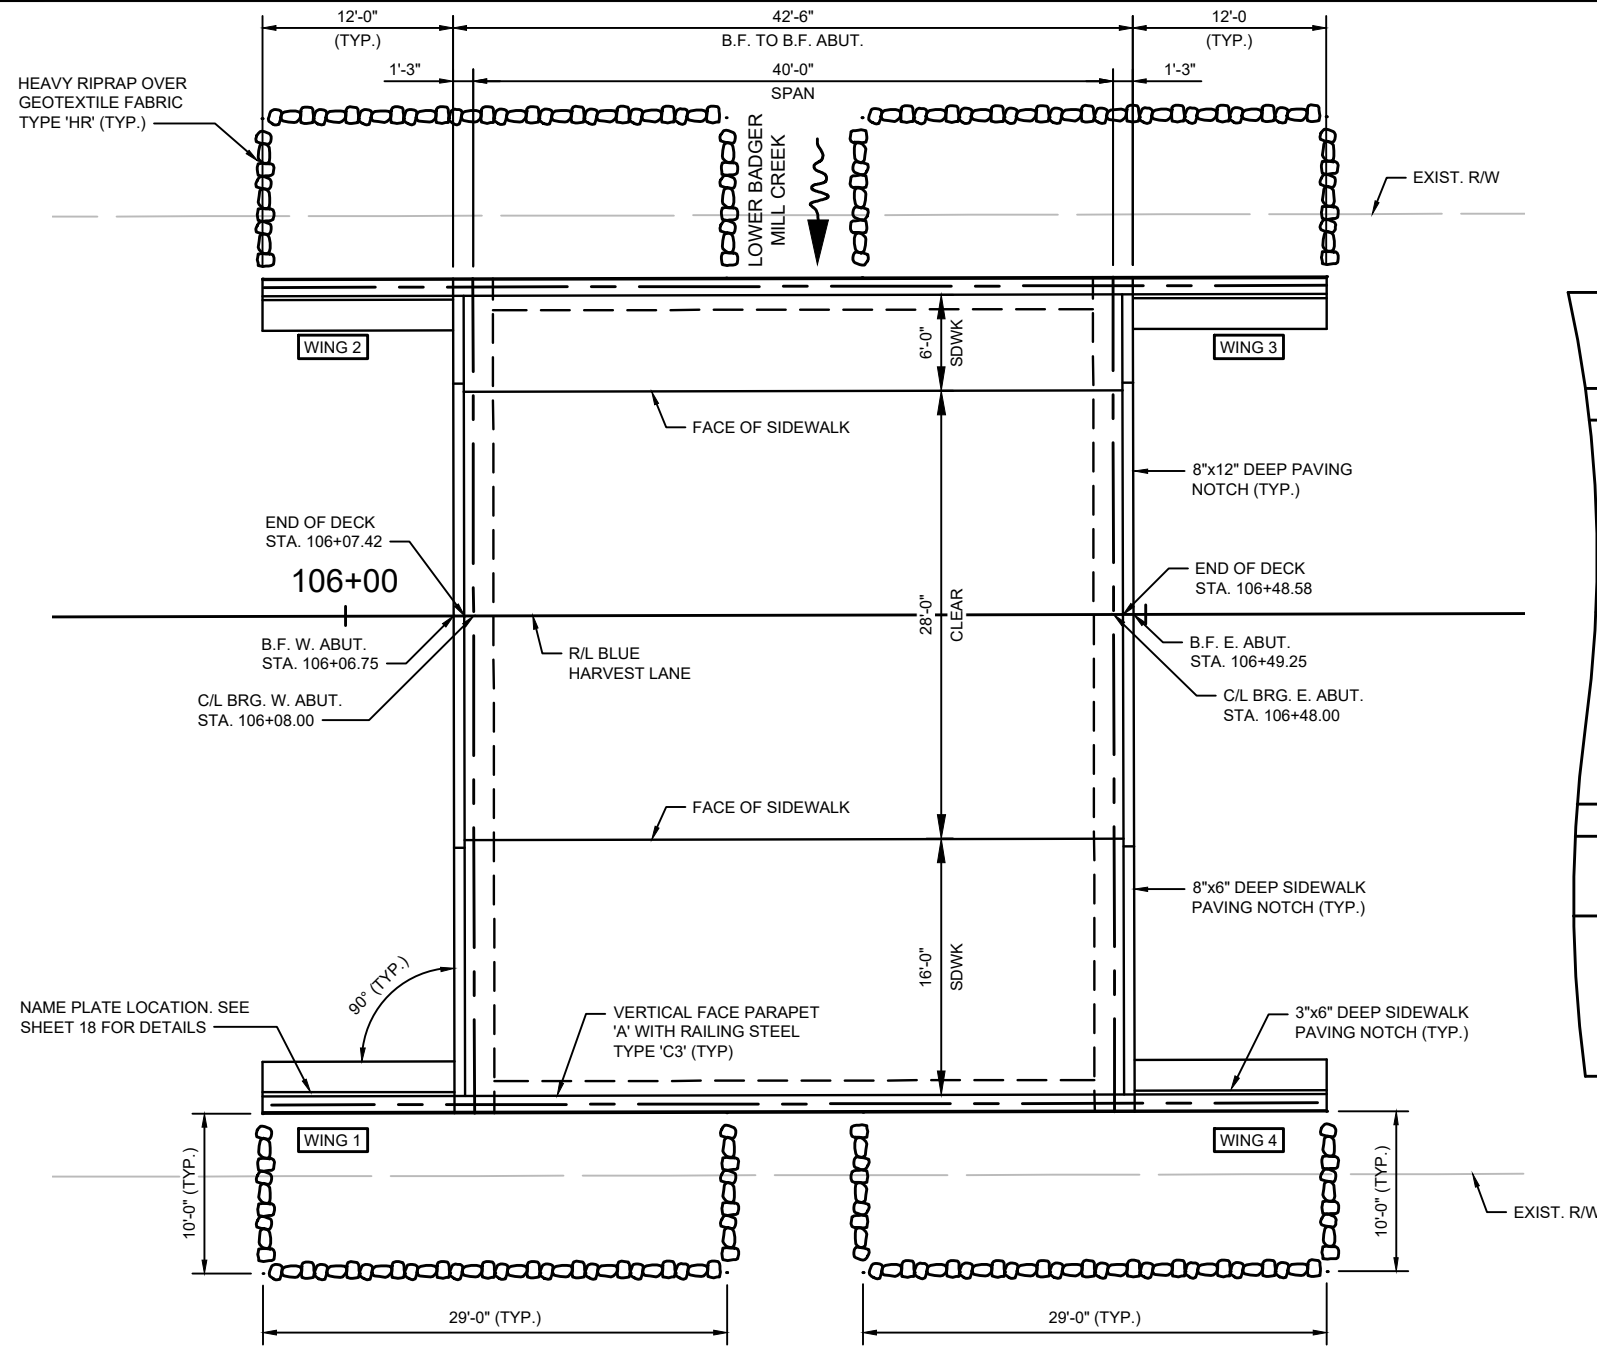 12'-0"
(TYP.)
42'-6"
B.F. TO B.F. ABUT.
12'-0
(TYP.)
1'-3"
40'-0"
SPAN
1'-3"
HEAVY RIPRAP OVER
GEOTEXTILE FABRIC
TYPE 'HR' (TYP.)
LOWER BADGER
MILL CREEK
EXIST. R/W
WING 2
6'-0"
SDWK
WING 3
FACE OF SIDEWALK
8"x12" DEEP PAVING
NOTCH (TYP.)
END OF DECK
STA. 106+07.42
106+00
END OF DECK
STA. 106+48.58
28'-0"
CLEAR
B.F. W. ABUT.
STA. 106+06.75
R/L BLUE
HARVEST LANE
B.F. E. ABUT.
STA. 106+49.25
C/L BRG. W. ABUT.
STA. 106+08.00
C/L BRG. E. ABUT.
STA. 106+48.00
FACE OF SIDEWALK
8"x6" DEEP SIDEWALK
PAVING NOTCH (TYP.)
16'-0"
SDWK
90° (TYP.)
NAME PLATE LOCATION. SEE
SHEET 18 FOR DETAILS
VERTICAL FACE PARAPET
'A' WITH RAILING STEEL
TYPE 'C3' (TYP)
3"x6" DEEP SIDEWALK
PAVING NOTCH (TYP.)
WING 1
WING 4
10'-0" (TYP.)
10'-0" (TYP.)
EXIST. R/W
29'-0" (TYP.)
29'-0" (TYP.)